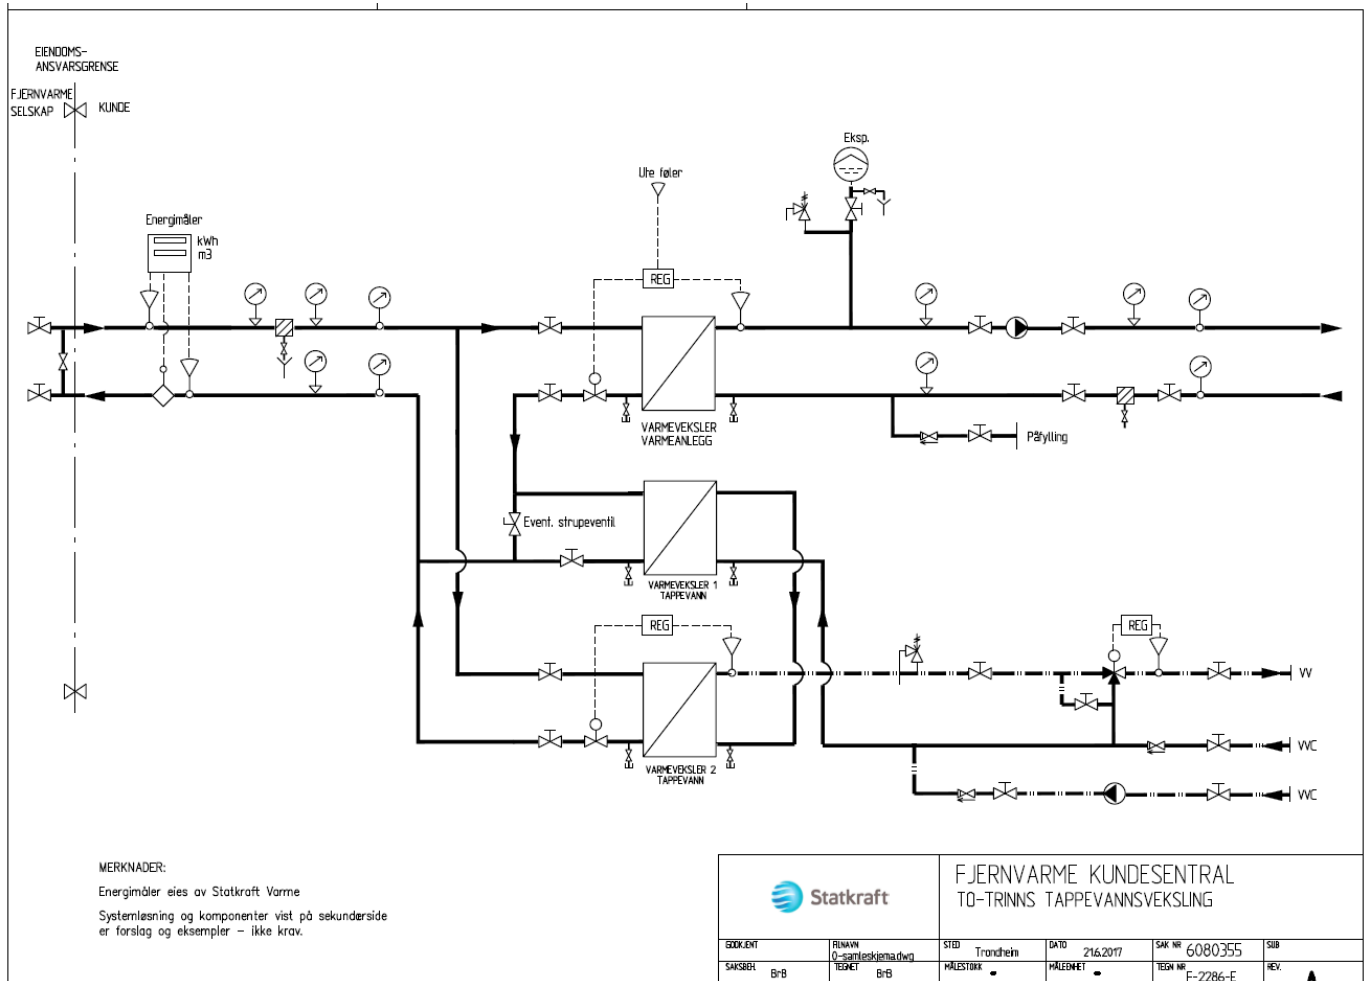 EIENDOMS-
ANSVARSGRENSE
FJERNVARME
SELSKAP
KUNDE
Energimåler
kWh
m3
Ute føler
REG
Eksp.
VARMEVEKSLER
VARMEANLEGG
Påfylling
Event. strupeventil
VARMEVEKSLER 1
TAPPEVANN
REG
REG
VV
VVC
VVC
VARMEVEKSLER 2
TAPPEVANN
MERKNADER:
Energimåler eies av Statkraft Varme
Systemløsning og komponenter vist på sekundærside
er forslag og eksempler - ikke krav.
Statkraft
FJERNVARME KUNDESENTRAL
TO-TRINNS TAPPEVANNSVEKSLING
GODKJENT
FILNAVN
0-samleskjema.dwg
STED
Trondheim
DATO
21.6.2017
SAK NR
6080355
SUB
SAKSBEH.
BrB
TEGNET
BrB
MÅLESTOKK
-
MÅLEENHET
-
TEGN NR
F-2286-E
REV.